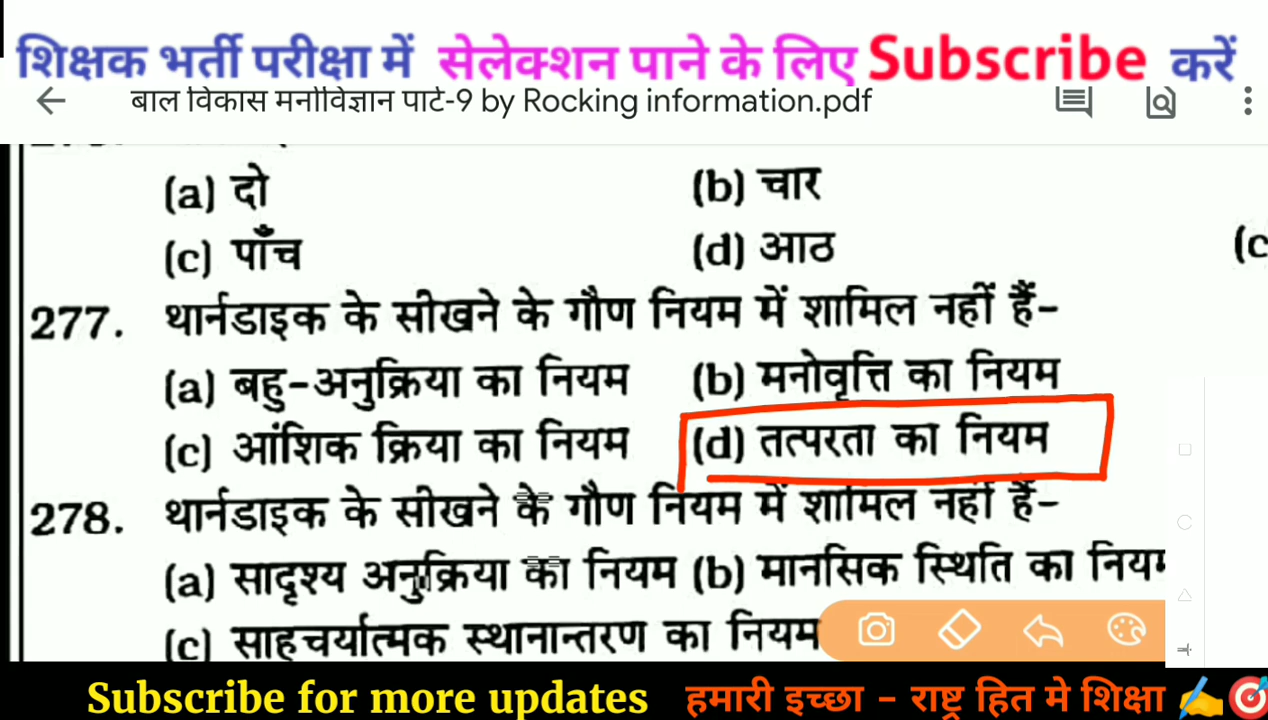 शिक्षक भर्ती परीक्षा में सेलेक्शन पाने के लिए Subscribe करें
बाल विकास मनोविज्ञान पार्ट-9 by Rocking information.pdf
(a) दो (b) चार
(c) पाँच (d) आठ (c
277. थार्नडाइक के सीखने के गौण नियम में शामिल नहीं हैं-
(a) बहु-अनुक्रिया का नियम (b) मनोवृत्ति का नियम
(c) आंशिक क्रिया का नियम (d) तत्परता का नियम
278. थार्नडाइक के सीखने के गौण नियम में शामिल नहीं हैं-
(a) सादृश्य अनुक्रिया का नियम (b) मानसिक स्थिति का नियम
(c) साहचर्यात्मक स्थानान्तरण का नियम
Subscribe for more updates हमारी इच्छा - राष्ट्र हित मे शिक्षा